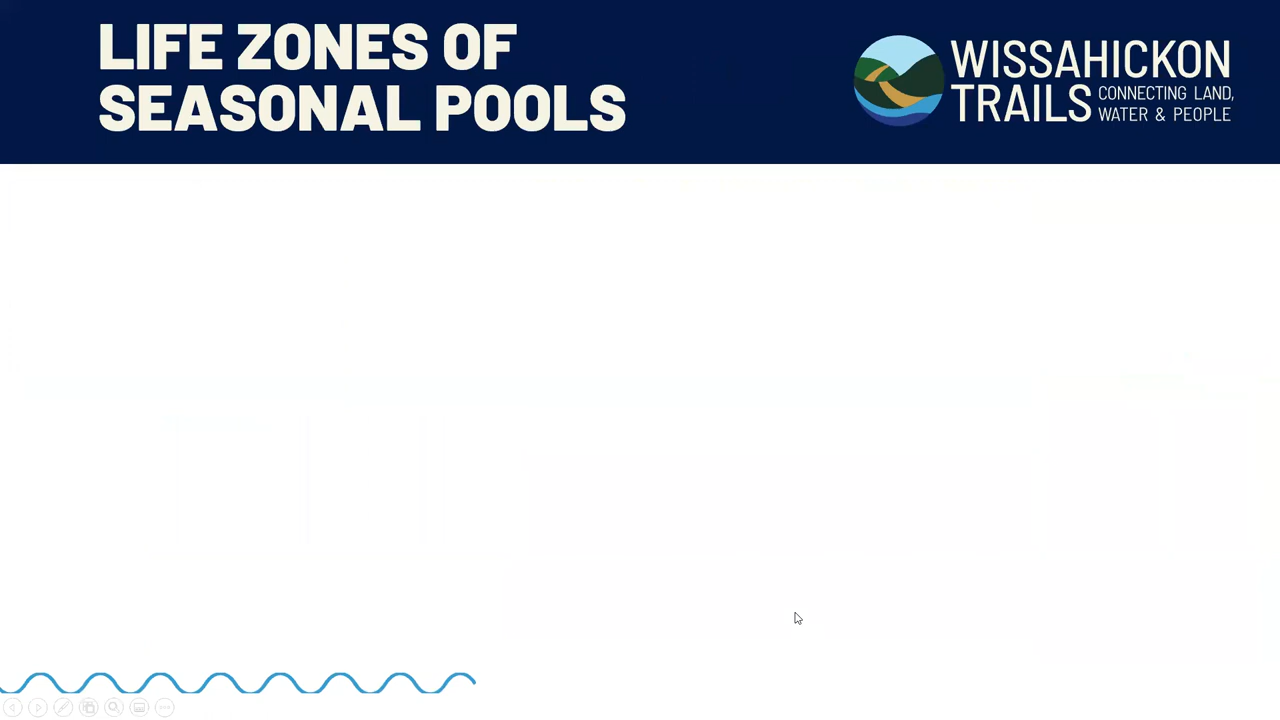 LIFE ZONES OF
SEASONAL POOLS
WISSAHICKON
TRAILS CONNECTING LAND,
WATER & PEOPLE